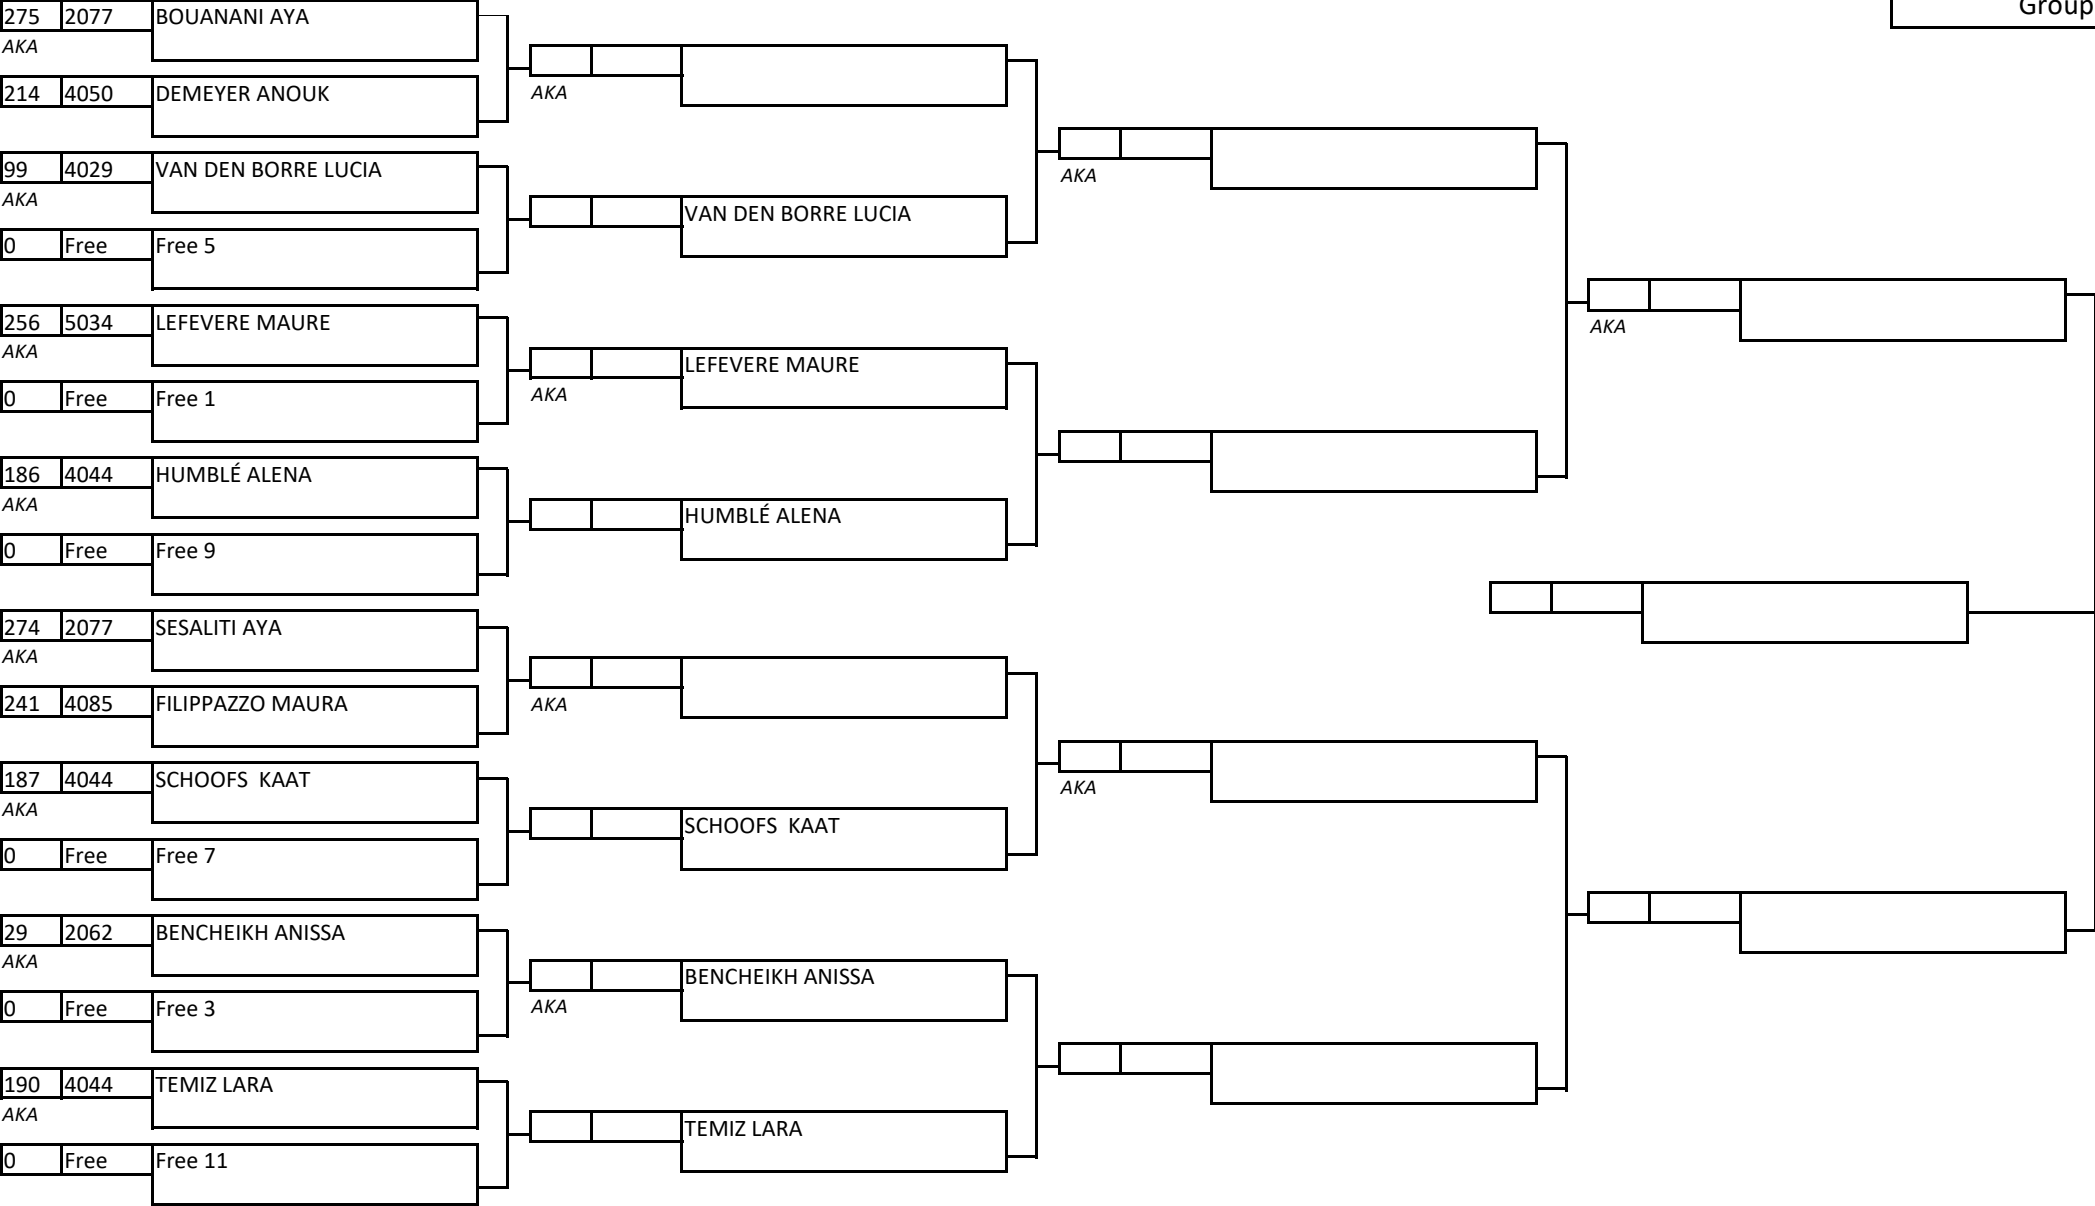 Group
275 2077 BOUANANI AYA
AKA
214 4050 DEMEYER ANOUK
99 4029 VAN DEN BORRE LUCIA
AKA
0 Free Free 5
256 5034 LEFEVERE MAURE
AKA
0 Free Free 1
186 4044 HUMBLÉ ALENA
AKA
0 Free Free 9
274 2077 SESALITI AYA
AKA
241 4085 FILIPPAZZO MAURA
187 4044 SCHOOFS  KAAT
AKA
0 Free Free 7
29 2062 BENCHEIKH ANISSA
AKA
0 Free Free 3
190 4044 TEMIZ LARA
AKA
0 Free Free 11
AKA
VAN DEN BORRE LUCIA
LEFEVERE MAURE
AKA
HUMBLÉ ALENA
AKA
SCHOOFS  KAAT
BENCHEIKH ANISSA
AKA
TEMIZ LARA
AKA
AKA
AKA